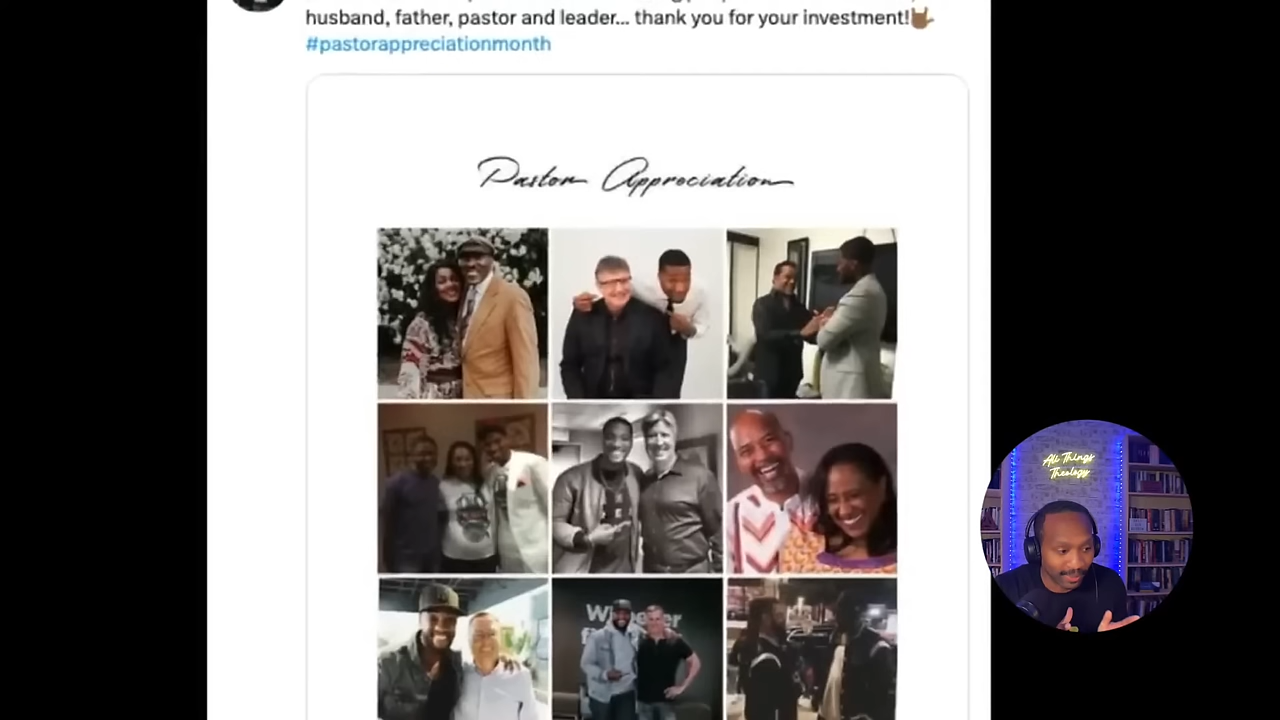 husband, father, pastor and leader... thank you for your investment!🤟🏾
#pastorappreciationmonth
Pastor Appreciation
All Things
Theology